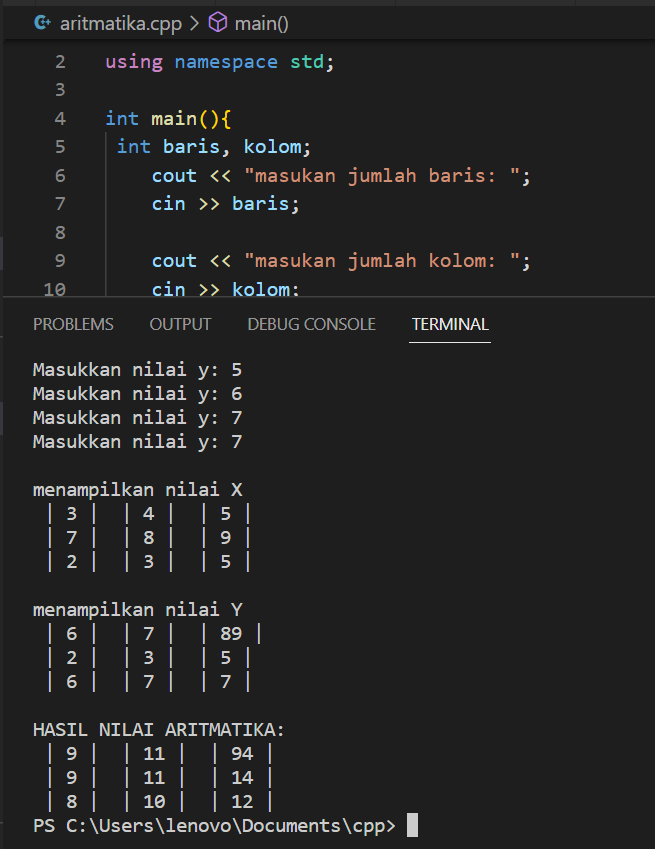 aritmatika.cpp > main()
2 using namespace std;
3
4 int main(){
5 int baris, kolom;
6 cout << "masukan jumlah baris: ";
7 cin >> baris;
8
9 cout << "masukan jumlah kolom: ";
10 cin >> kolom;
PROBLEMS OUTPUT DEBUG CONSOLE TERMINAL
Masukkan nilai y: 5
Masukkan nilai y: 6
Masukkan nilai y: 7
Masukkan nilai y: 7
menampilkan nilai X
| 3 | | 4 | | 5 |
| 7 | | 8 | | 9 |
| 2 | | 3 | | 5 |
menampilkan nilai Y
| 6 | | 7 | | 89 |
| 2 | | 3 | | 5 |
| 6 | | 7 | | 7 |
HASIL NILAI ARITMATIKA:
| 9 | | 11 | | 94 |
| 9 | | 11 | | 14 |
| 8 | | 10 | | 12 |
PS C:\Users\lenovo\Documents\cpp>